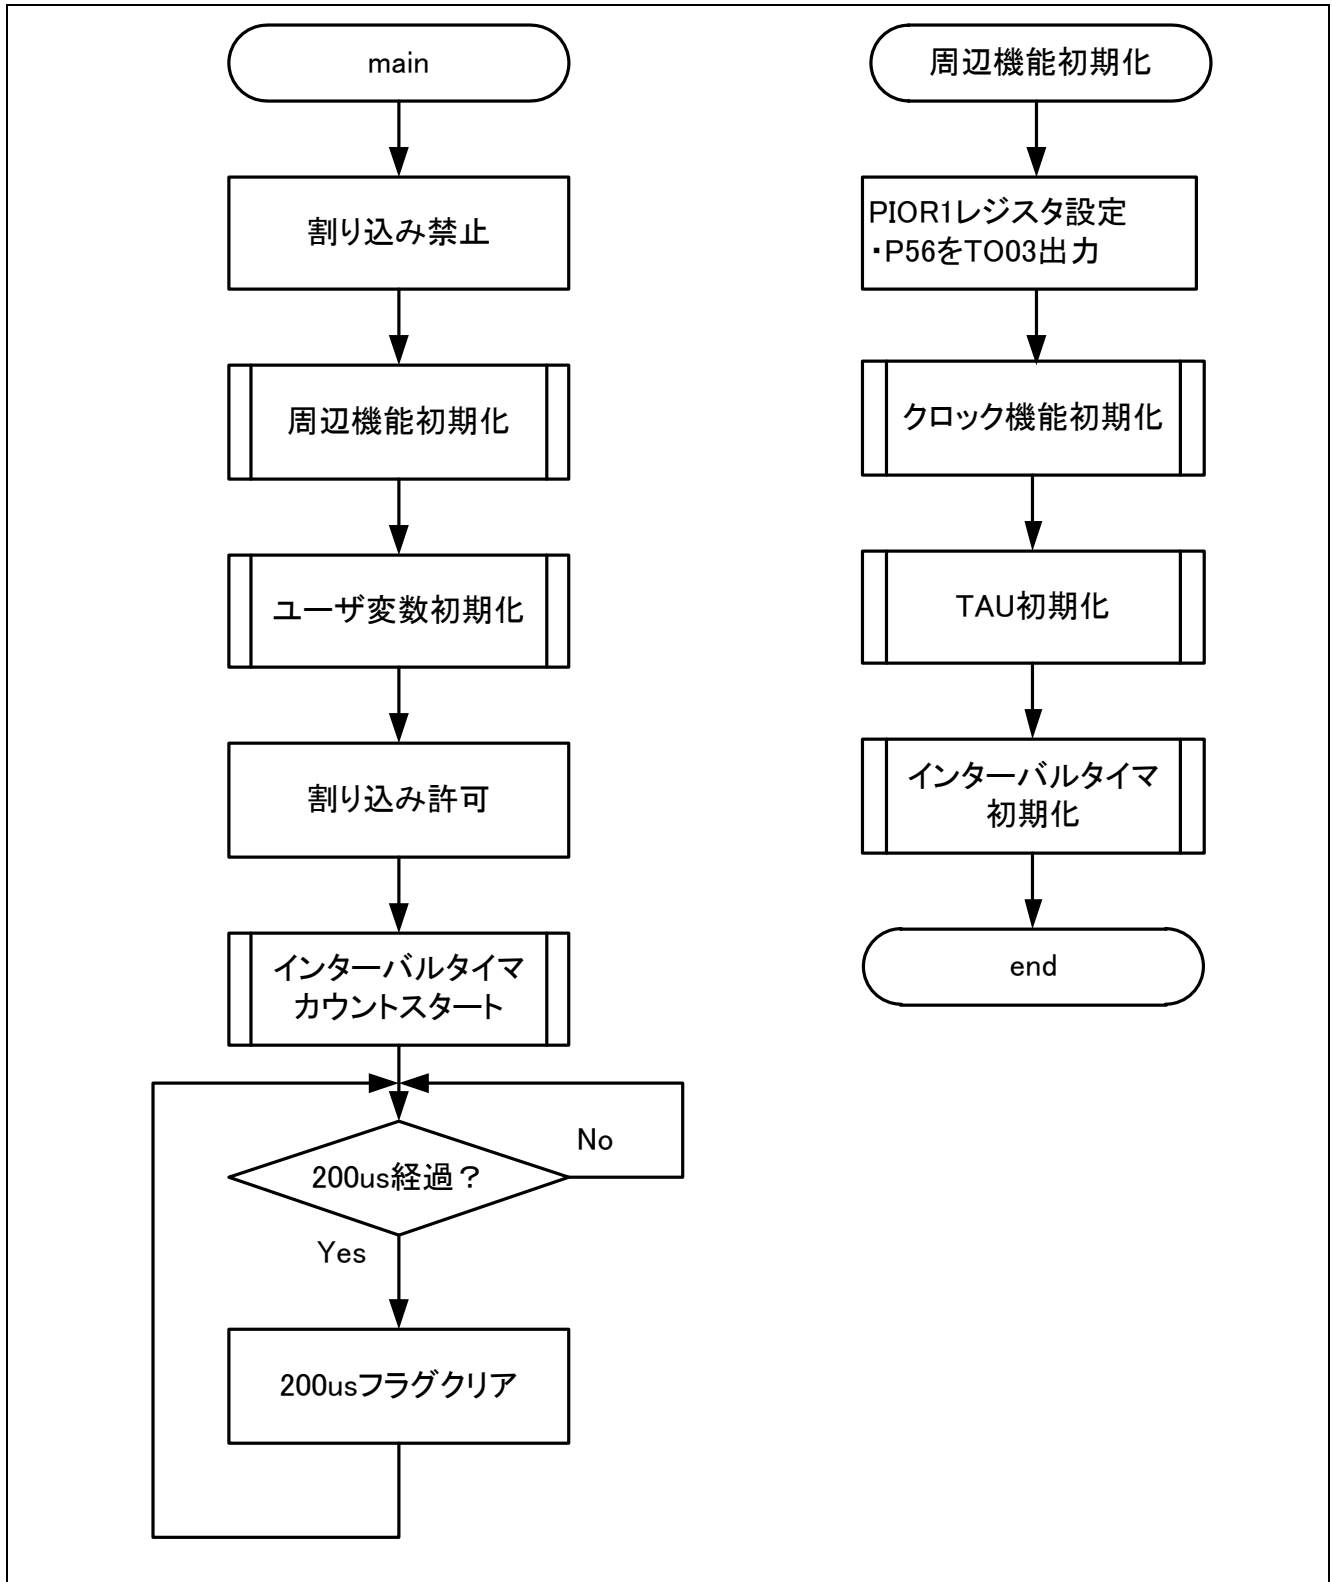 main
割り込み禁止
周辺機能初期化
ユーザ変数初期化
割り込み許可
インターバルタイマ
カウントスタート
200us経過？
No
Yes
200usフラグクリア
周辺機能初期化
PIOR1レジスタ設定
・P56をTO03出力
クロック機能初期化
TAU初期化
インターバルタイマ
初期化
end